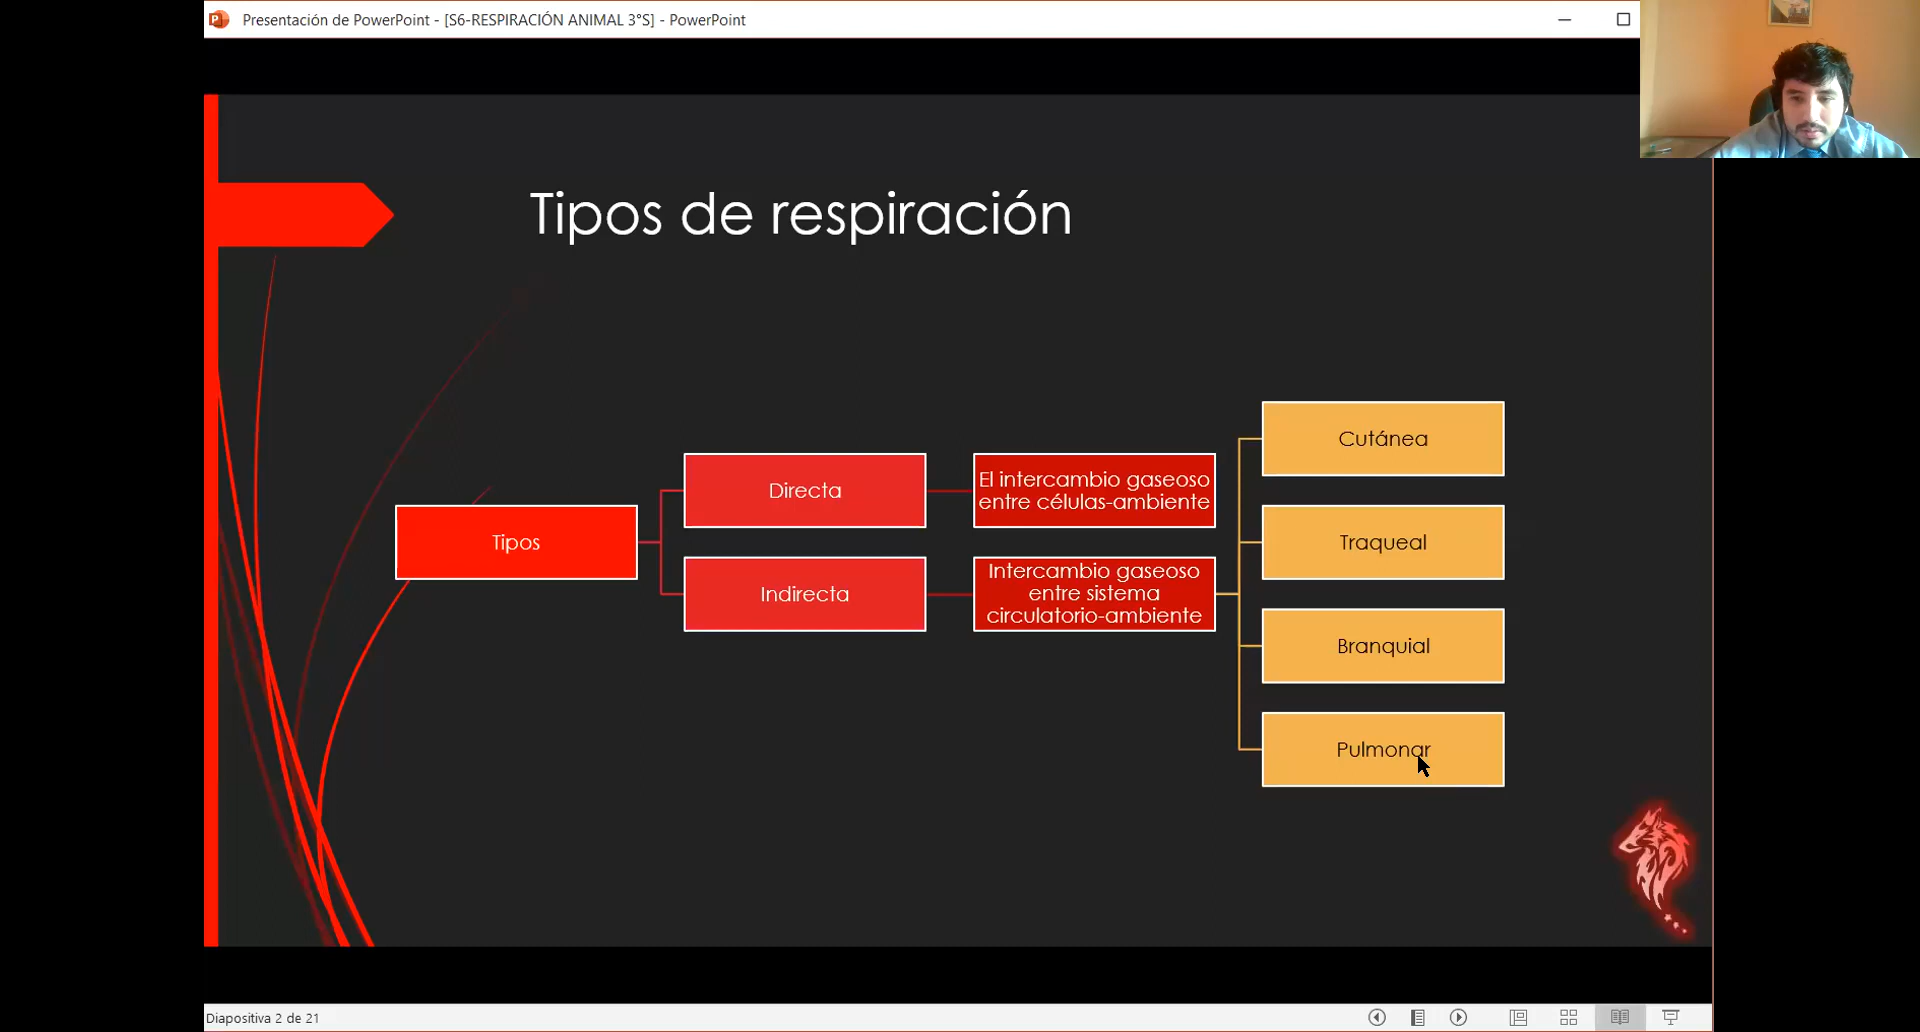 Presentación de PowerPoint - [S6-RESPIRACIÓN ANIMAL 3°S] - PowerPoint
Tipos de respiración
Tipos
Directa
El intercambio gaseoso
entre células-ambiente
Indirecta
Intercambio gaseoso
entre sistema
circulatorio-ambiente
Cutánea
Traqueal
Branquial
Pulmonar
Diapositiva 2 de 21